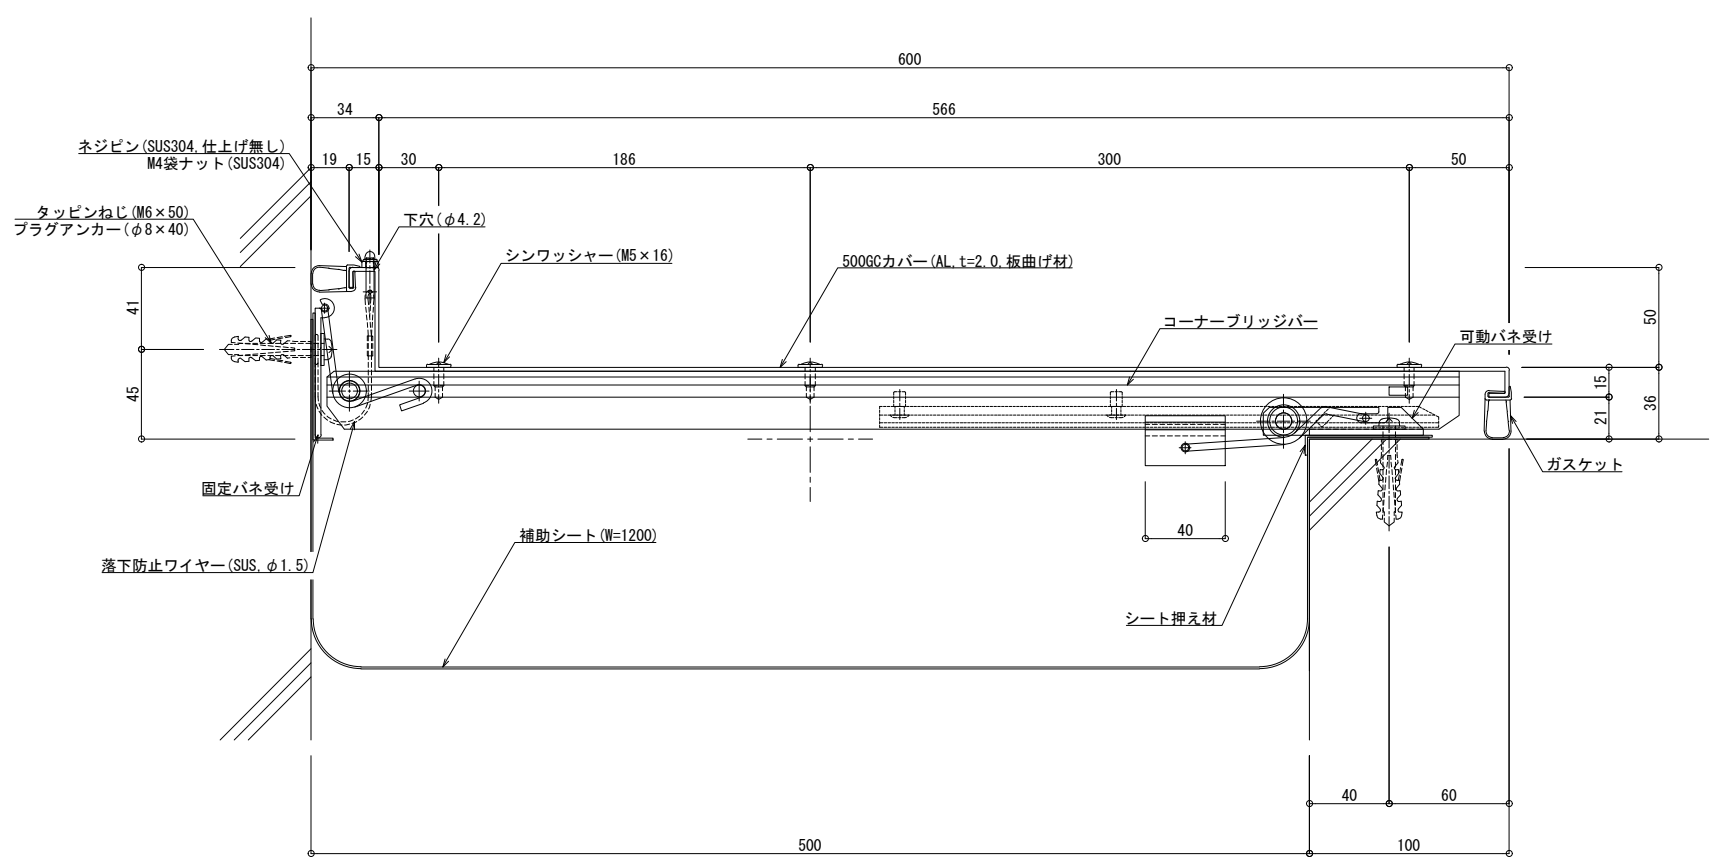 600
34
566
ネジピン(SUS304,仕上げ無し)
M4袋ナット(SUS304)
19
15
30
186
300
50
タッピンねじ(M6×50)
プラグアンカー(φ8×40)
下穴(φ4.2)
シンワッシャー(M5×16)
500GCカバー(AL,t=2.0,板曲げ材)
コーナーブリッジバー
可動バネ受け
41
45
50
15
21
36
ガスケット
固定バネ受け
40
補助シート(W=1200)
落下防止ワイヤー(SUS,φ1.5)
シート押え材
40
60
500
100